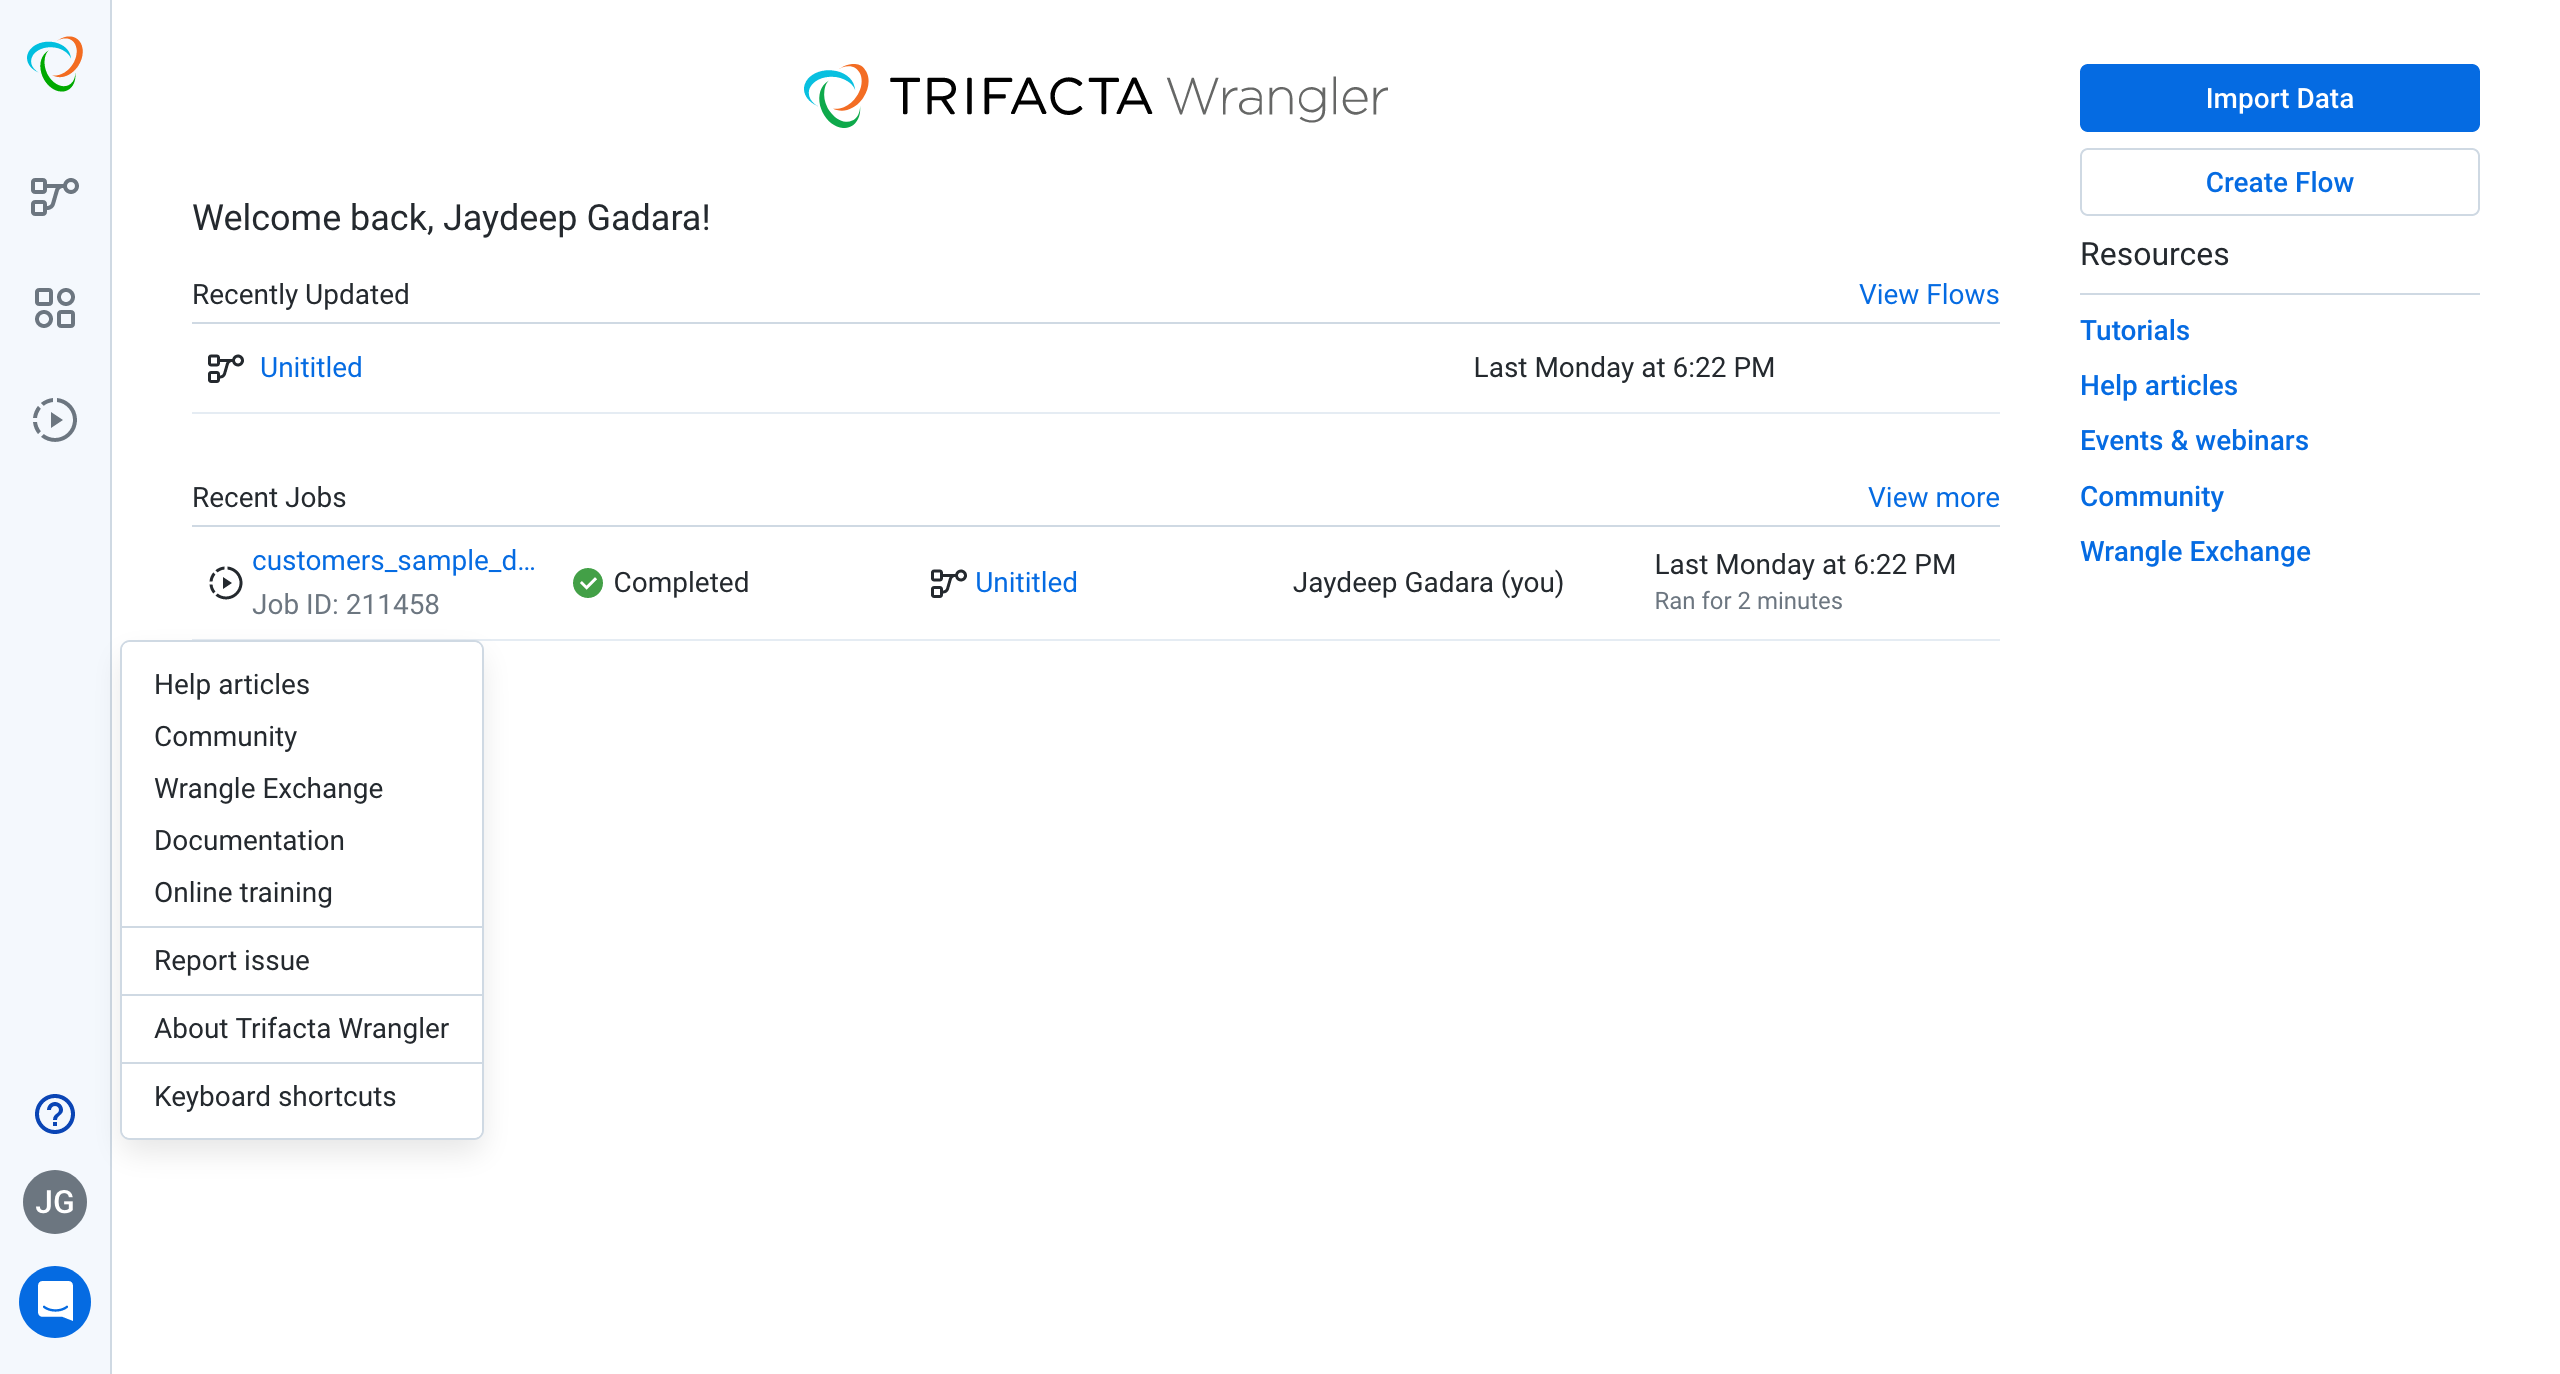 TRIFACTA Wrangler
Import Data
Create Flow
Welcome back, Jaydeep Gadara!
Resources
Recently Updated
View Flows
Tutorials
Unititled
Last Monday at 6:22 PM
Help articles
Events & webinars
Community
Wrangle Exchange
Recent Jobs
View more
customers_sample_d...
Job ID: 211458
Completed
Unititled
Jaydeep Gadara (you)
Last Monday at 6:22 PM
Ran for 2 minutes
Help articles
Community
Wrangle Exchange
Documentation
Online training
Report issue
About Trifacta Wrangler
Keyboard shortcuts
?
JG